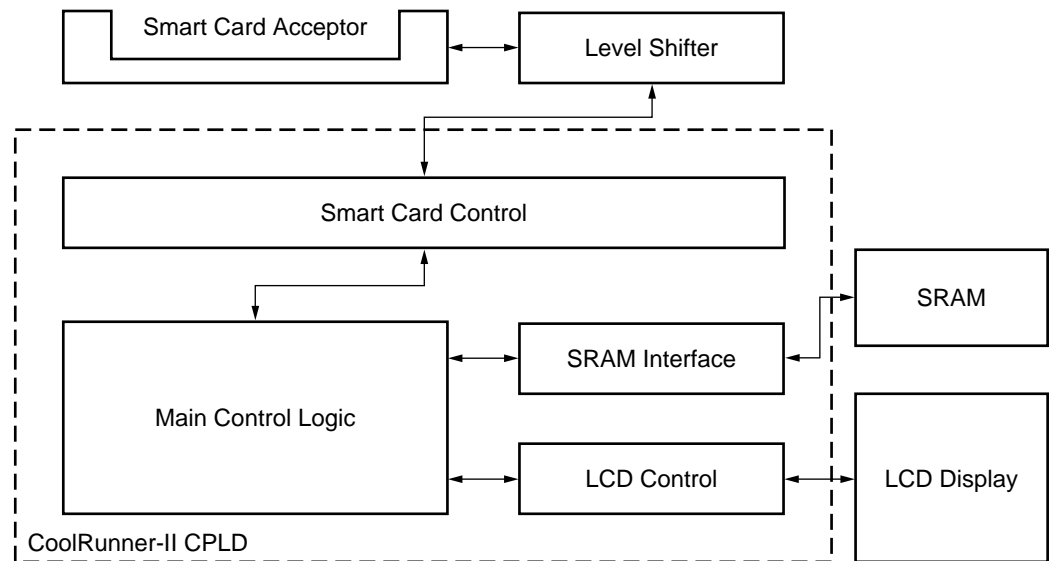 Smart Card Acceptor
Level Shifter
Smart Card Control
SRAM
SRAM Interface
Main Control Logic
LCD Control
LCD Display
CoolRunner-II CPLD